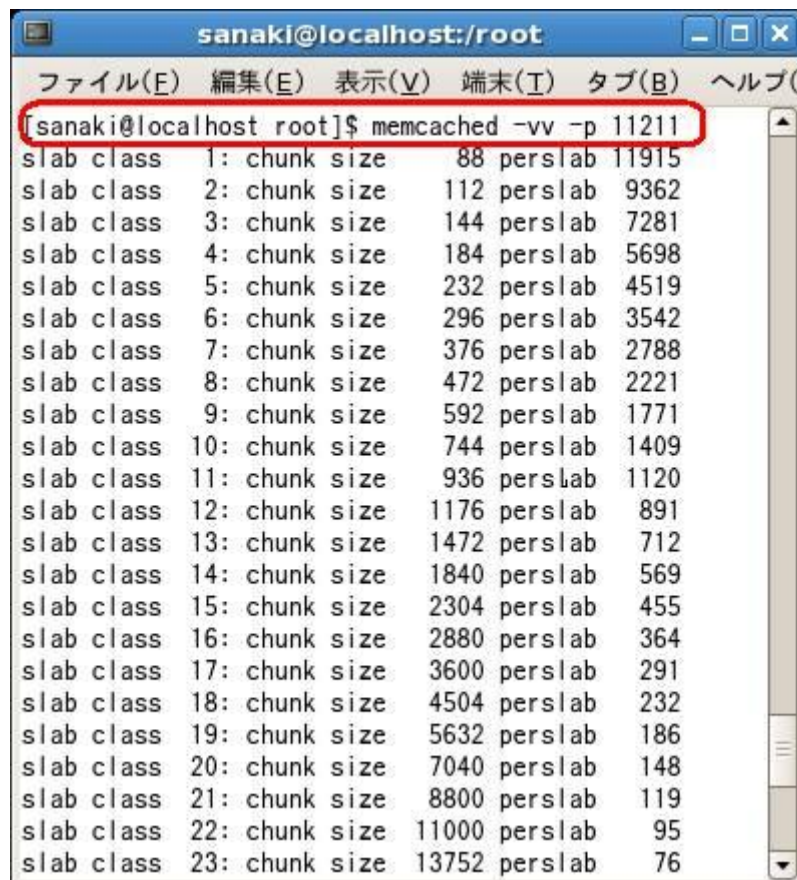 sanaki@localhost:/root
ファイル(F) 編集(E) 表示(V) 端末(T) タブ(B) ヘルプ(
[sanaki@localhost root]$ memcached -vv -p 11211
slab class 1: chunk size 88 perslab 11915
slab class 2: chunk size 112 perslab 9362
slab class 3: chunk size 144 perslab 7281
slab class 4: chunk size 184 perslab 5698
slab class 5: chunk size 232 perslab 4519
slab class 6: chunk size 296 perslab 3542
slab class 7: chunk size 376 perslab 2788
slab class 8: chunk size 472 perslab 2221
slab class 9: chunk size 592 perslab 1771
slab class 10: chunk size 744 perslab 1409
slab class 11: chunk size 936 perslab 1120
slab class 12: chunk size 1176 perslab 891
slab class 13: chunk size 1472 perslab 712
slab class 14: chunk size 1840 perslab 569
slab class 15: chunk size 2304 perslab 455
slab class 16: chunk size 2880 perslab 364
slab class 17: chunk size 3600 perslab 291
slab class 18: chunk size 4504 perslab 232
slab class 19: chunk size 5632 perslab 186
slab class 20: chunk size 7040 perslab 148
slab class 21: chunk size 8800 perslab 119
slab class 22: chunk size 11000 perslab 95
slab class 23: chunk size 13752 perslab 76